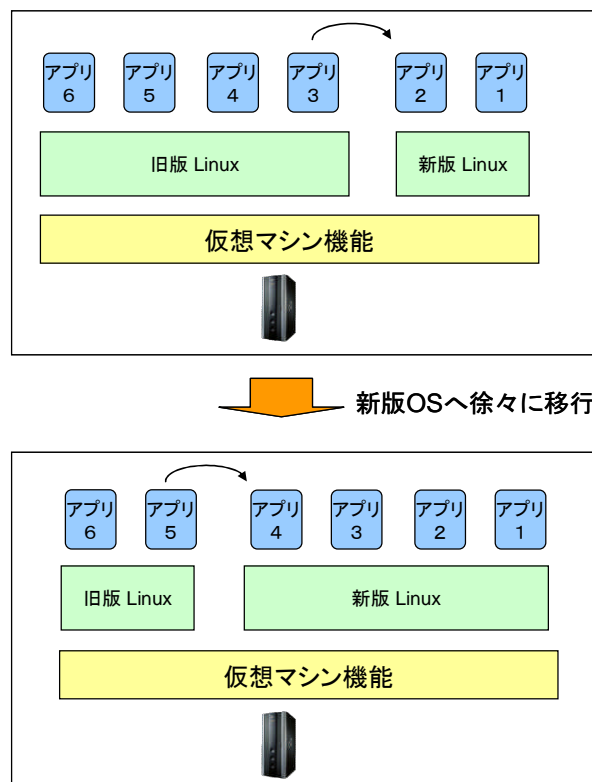 アプリ
6
アプリ
5
アプリ
4
アプリ
3
アプリ
2
アプリ
1
旧版 Linux
新版 Linux
仮想マシン機能
新版OSへ徐々に移行
アプリ
6
アプリ
5
アプリ
4
アプリ
3
アプリ
2
アプリ
1
旧版 Linux
新版 Linux
仮想マシン機能